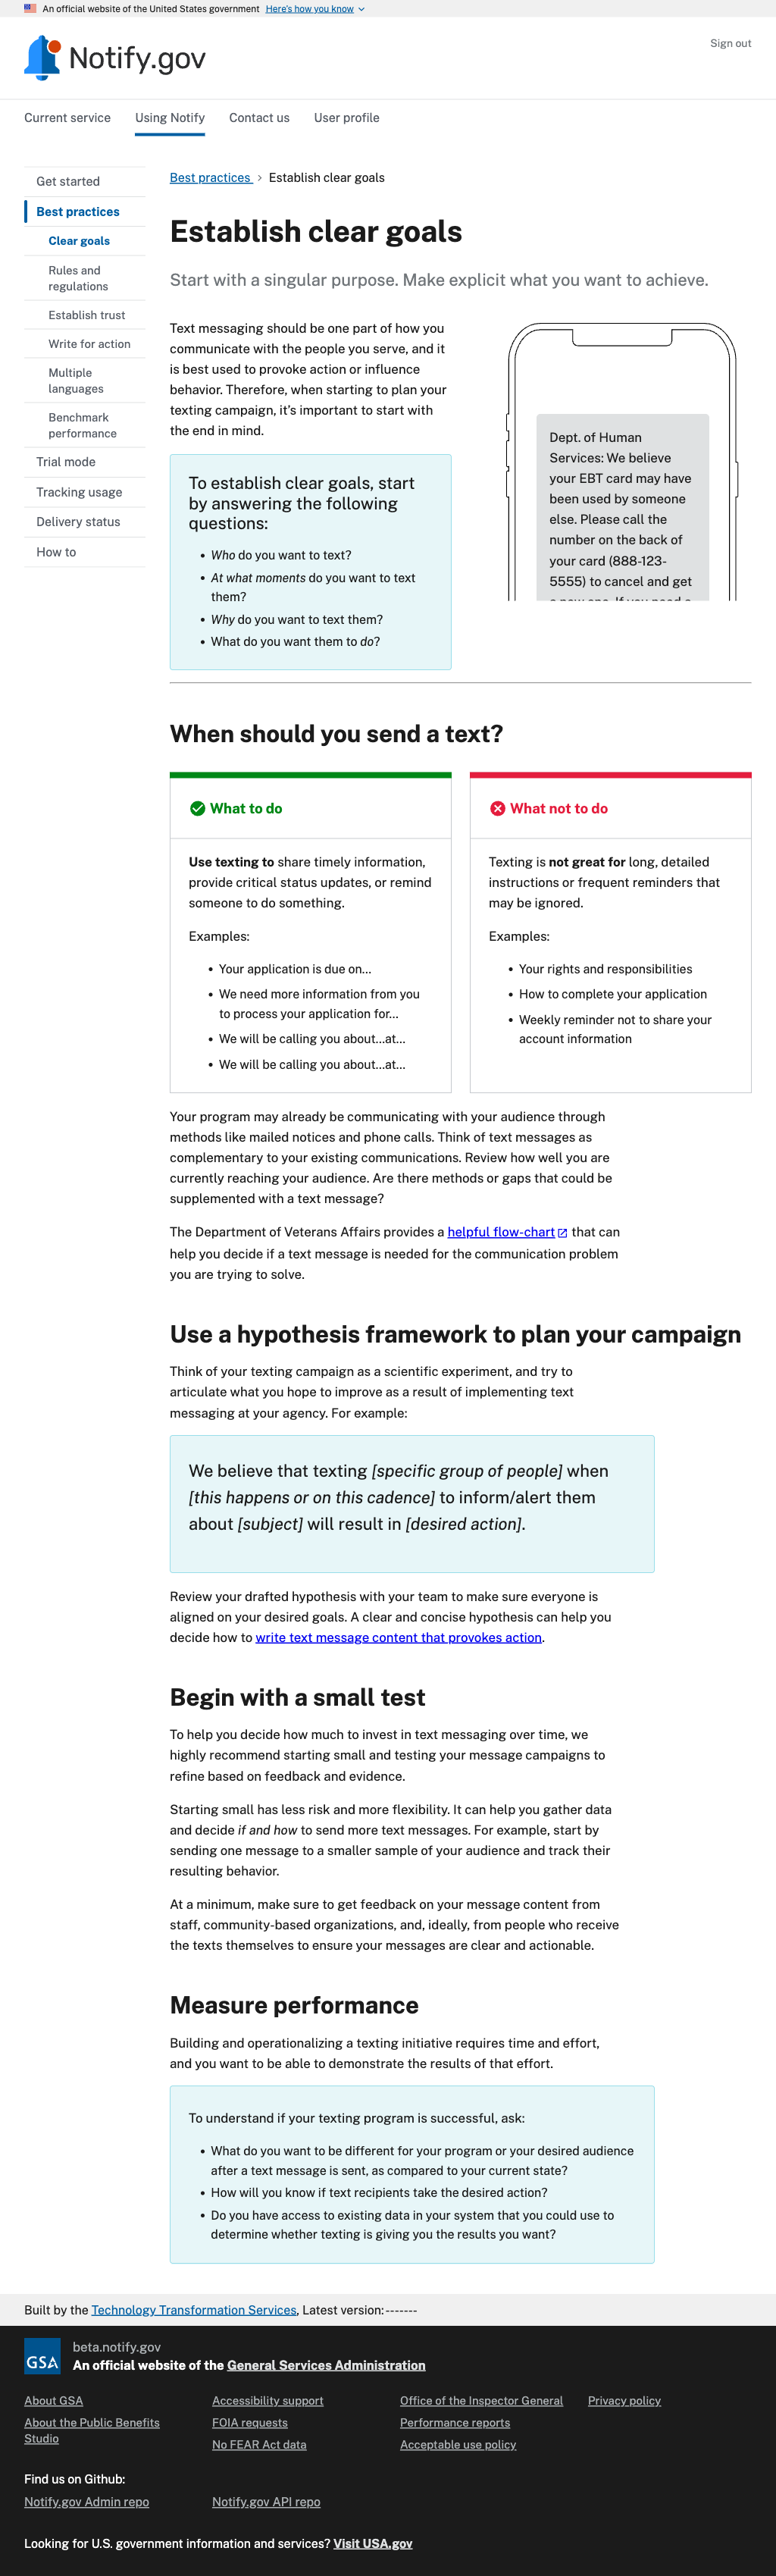 An official website of the United States government Here's how you know
Notify.gov
Sign out
Current service Using Notify Contact us User profile
Get started
Best practices
Clear goals
Rules and
regulations
Establish trust
Write for action
Multiple
languages
Benchmark
performance
Trial mode
Tracking usage
Delivery status
How to
Best practices › Establish clear goals
Establish clear goals
Start with a singular purpose. Make explicit what you want to achieve.
Text messaging should be one part of how you
communicate with the people you serve, and it
is best used to provoke action or influence
behavior. Therefore, when starting to plan your
texting campaign, it's important to start with
the end in mind.
To establish clear goals, start
by answering the following
questions:
• Who do you want to text?
• At what moments do you want to text
them?
• Why do you want to text them?
• What do you want them to do?
Dept. of Human
Services: We believe
your EBT card may have
been used by someone
else. Please call the
number on the back of
your card (888-123-
5555) to cancel and get
a new one. If you need a
When should you send a text?
What to do
Use texting to share timely information,
provide critical status updates, or remind
someone to do something.
Examples:
• Your application is due on...
• We need more information from you
to process your application for...
• We will be calling you about...at...
• We will be calling you about...at...
What not to do
Texting is not great for long, detailed
instructions or frequent reminders that
may be ignored.
Examples:
• Your rights and responsibilities
• How to complete your application
• Weekly reminder not to share your
account information
Your program may already be communicating with your audience through
methods like mailed notices and phone calls. Think of text messages as
complementary to your existing communications. Review how well you are
currently reaching your audience. Are there methods or gaps that could be
supplemented with a text message?
The Department of Veterans Affairs provides a helpful flow-chart that can
help you decide if a text message is needed for the communication problem
you are trying to solve.
Use a hypothesis framework to plan your campaign
Think of your texting campaign as a scientific experiment, and try to
articulate what you hope to improve as a result of implementing text
messaging at your agency. For example:
We believe that texting [specific group of people] when
[this happens or on this cadence] to inform/alert them
about [subject] will result in [desired action].
Review your drafted hypothesis with your team to make sure everyone is
aligned on your desired goals. A clear and concise hypothesis can help you
decide how to write text message content that provokes action.
Begin with a small test
To help you decide how much to invest in text messaging over time, we
highly recommend starting small and testing your message campaigns to
refine based on feedback and evidence.
Starting small has less risk and more flexibility. It can help you gather data
and decide if and how to send more text messages. For example, start by
sending one message to a smaller sample of your audience and track their
resulting behavior.
At a minimum, make sure to get feedback on your message content from
staff, community-based organizations, and, ideally, from people who receive
the texts themselves to ensure your messages are clear and actionable.
Measure performance
Building and operationalizing a texting initiative requires time and effort,
and you want to be able to demonstrate the results of that effort.
To understand if your texting program is successful, ask:
• What do you want to be different for your program or your desired audience
after a text message is sent, as compared to your current state?
• How will you know if text recipients take the desired action?
• Do you have access to existing data in your system that you could use to
determine whether texting is giving you the results you want?
Built by the Technology Transformation Services, Latest version: -------
GSA
beta.notify.gov
An official website of the General Services Administration
About GSA
About the Public Benefits
Studio
Accessibility support
FOIA requests
No FEAR Act data
Office of the Inspector General
Performance reports
Acceptable use policy
Privacy policy
Find us on Github:
Notify.gov Admin repo Notify.gov API repo
Looking for U.S. government information and services? Visit USA.gov